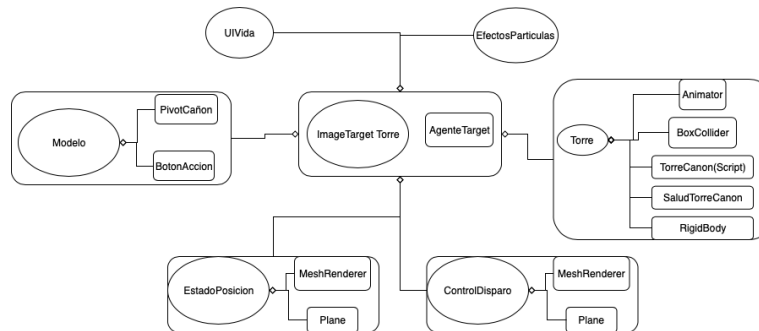 UIVida
EfectosParticulas
PivotCañon
Modelo
BotonAccion
ImageTarget Torre
AgenteTarget
Animator
BoxCollider
Torre
TorreCanon(Script)
SaludTorreCanon
RigidBody
MeshRenderer
EstadoPosicion
Plane
MeshRenderer
ControlDisparo
Plane